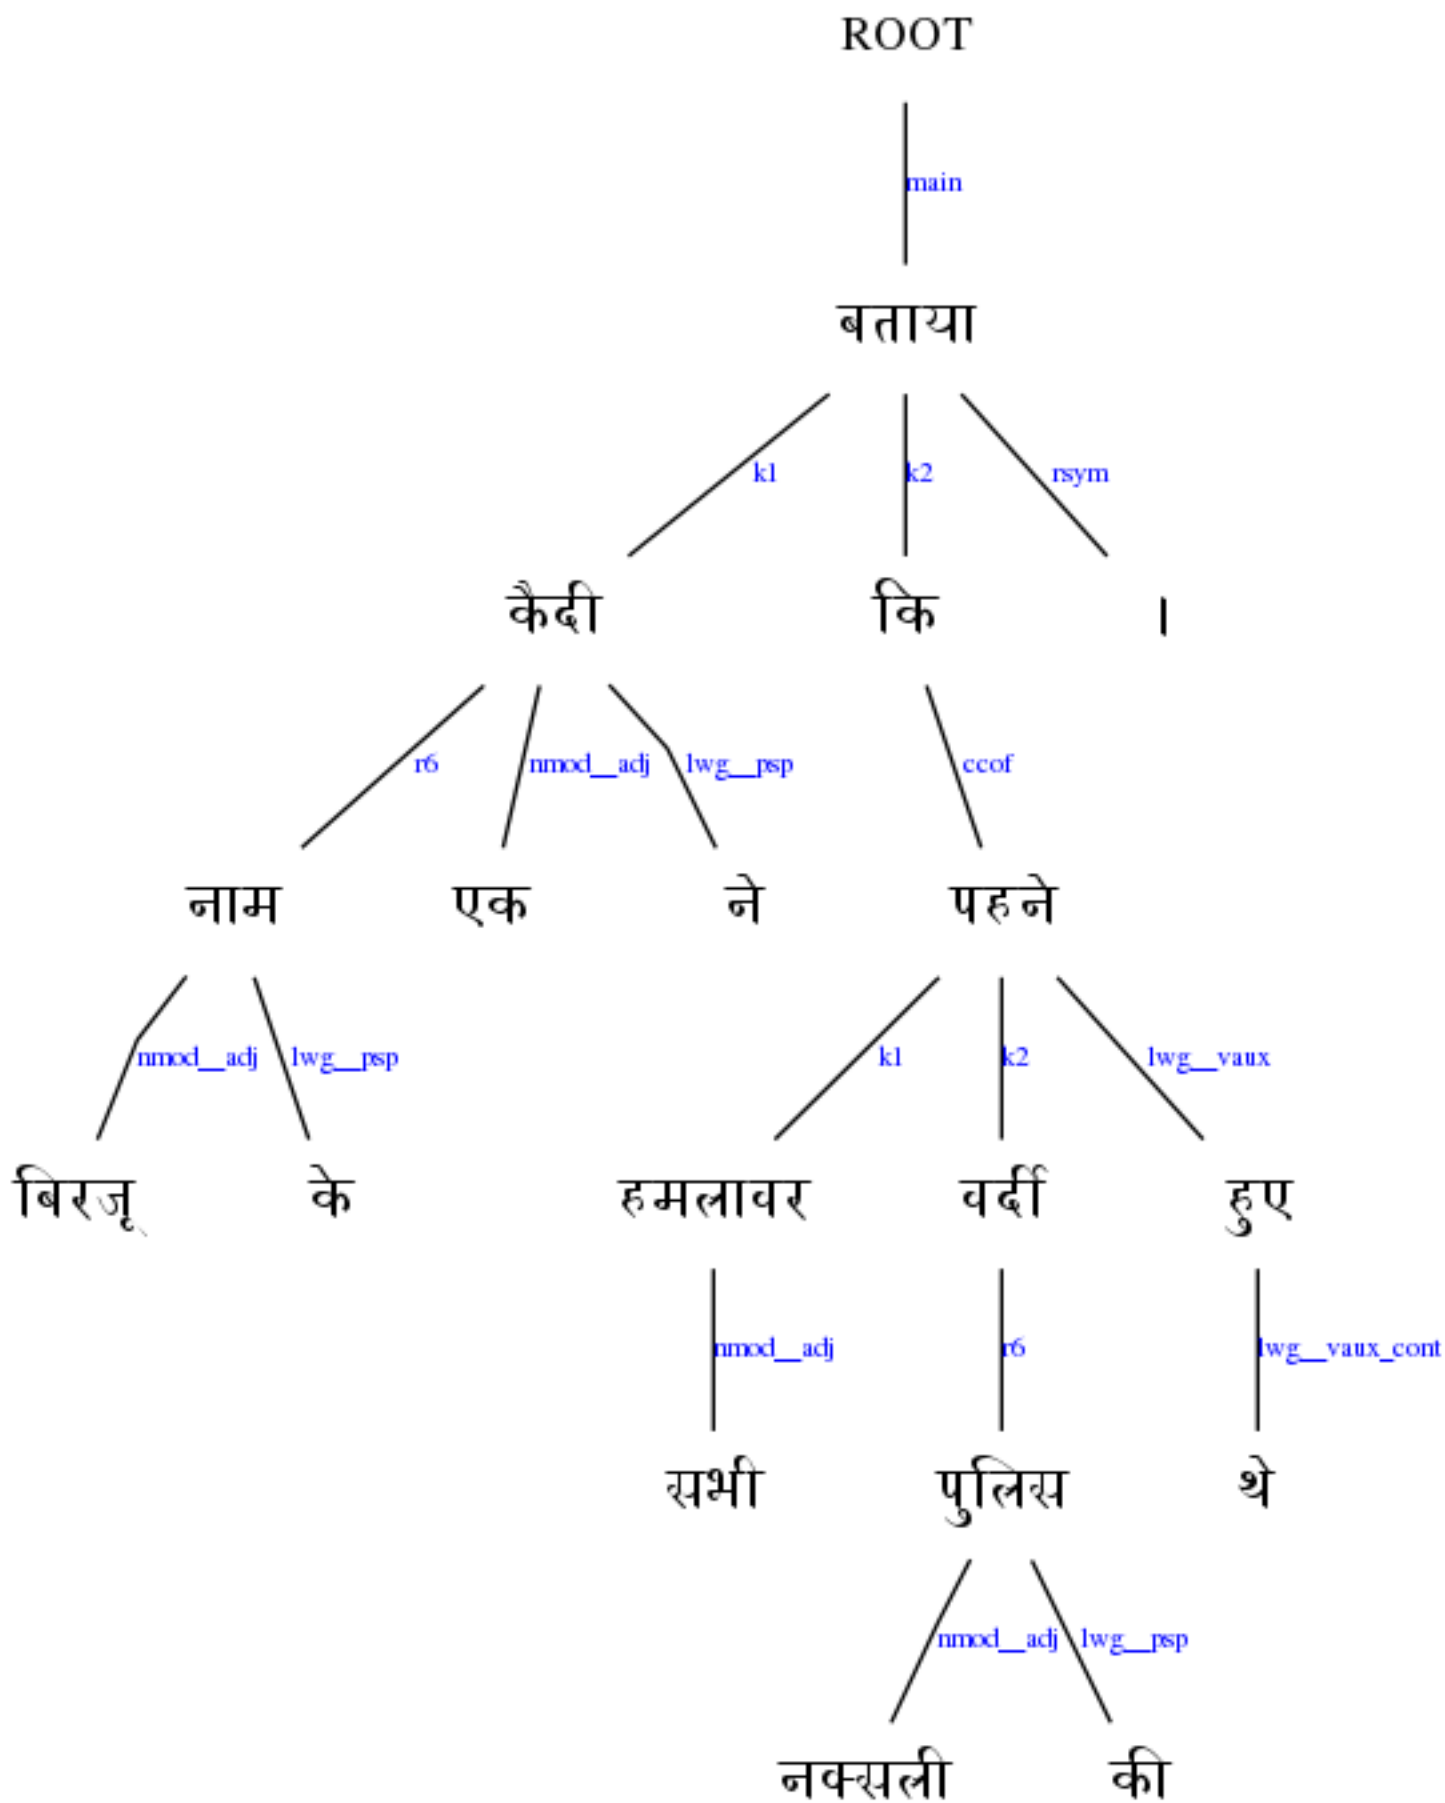 ROOT
main
बताया
k1 k2 rsym
कैदी कि ।
r6 nmod__adj lwg__psp ccof
नाम एक ने पहने
nmod__adj lwg__psp k1 k2 lwg__vaux
बिरजू के हमलावर वर्दी हुए
nmod__adj r6 lwg__vaux_cont
सभी पुलिस थे
nmod__adj lwg__psp
नक्सली की